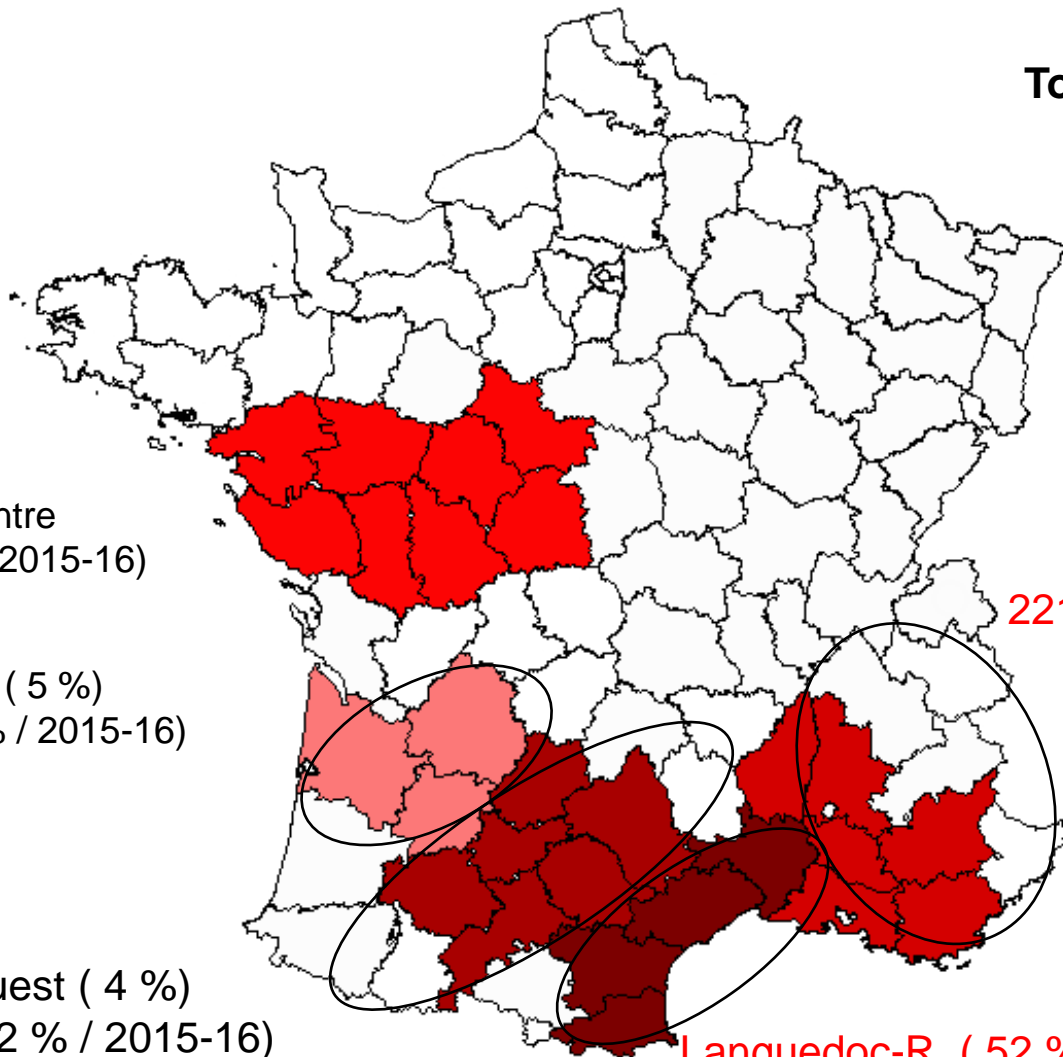 To
ntre
2015-16)
221
( 5 %)
% / 2015-16)
uest ( 4 %)
2 % / 2015-16)
Languedoc-R. ( 52 %